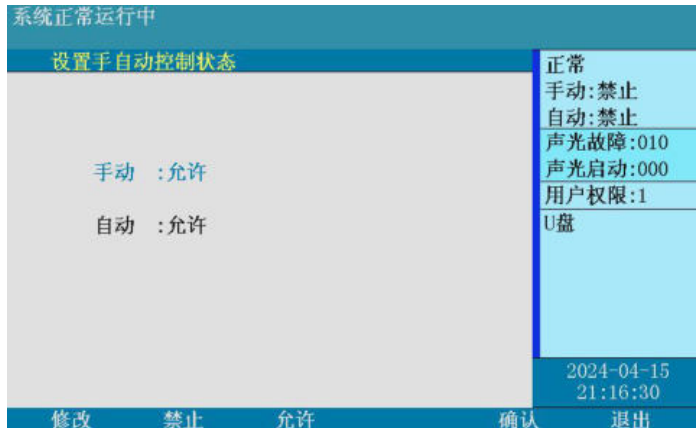 系统正常运行中
设置手自动控制状态
手动 :允许
自动 :允许
正常
手动:禁止
自动:禁止
声光故障:010
声光启动:000
用户权限:1
U盘
2024-04-15
21:16:30
修改 禁止 允许 确认 退出